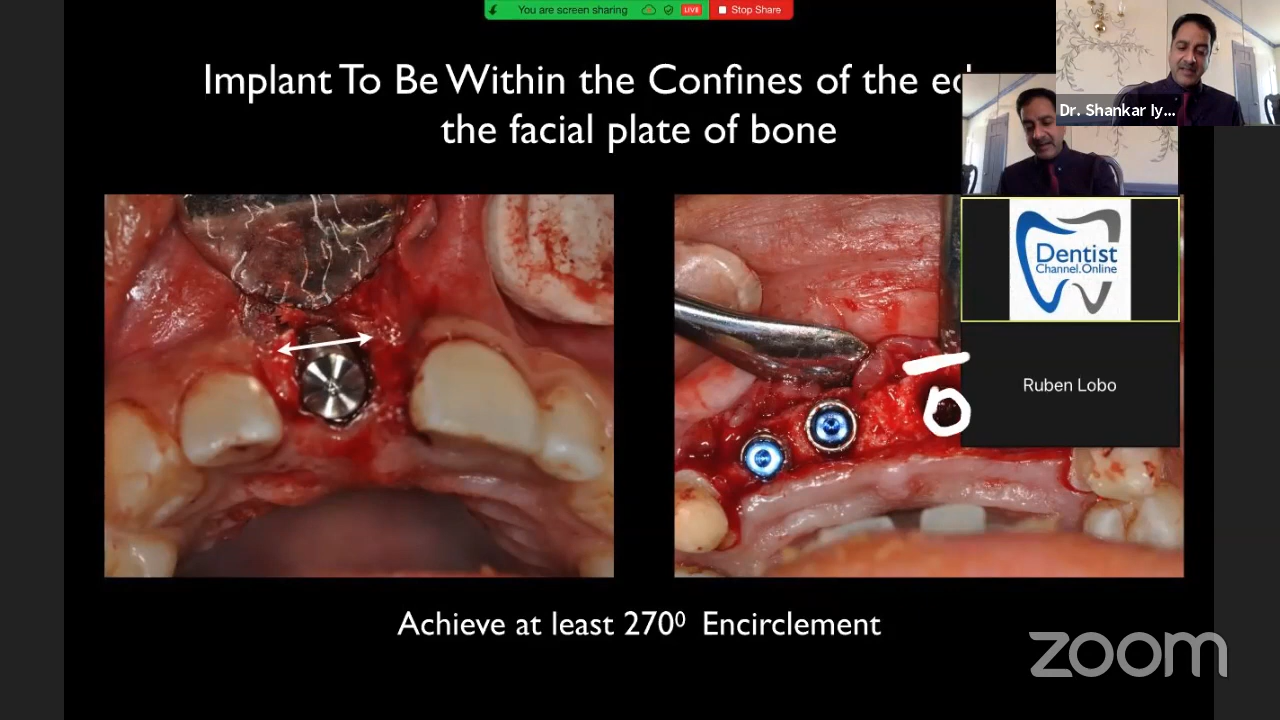 You are screen sharing
LIVE
Stop Share
Implant To Be Within the Confines of the
the facial plate of bone
Dr. Shankar Iy...
Dentist
Channel.Online
Ruben Lobo
Achieve at least 270⁰ Encirclement
zoom